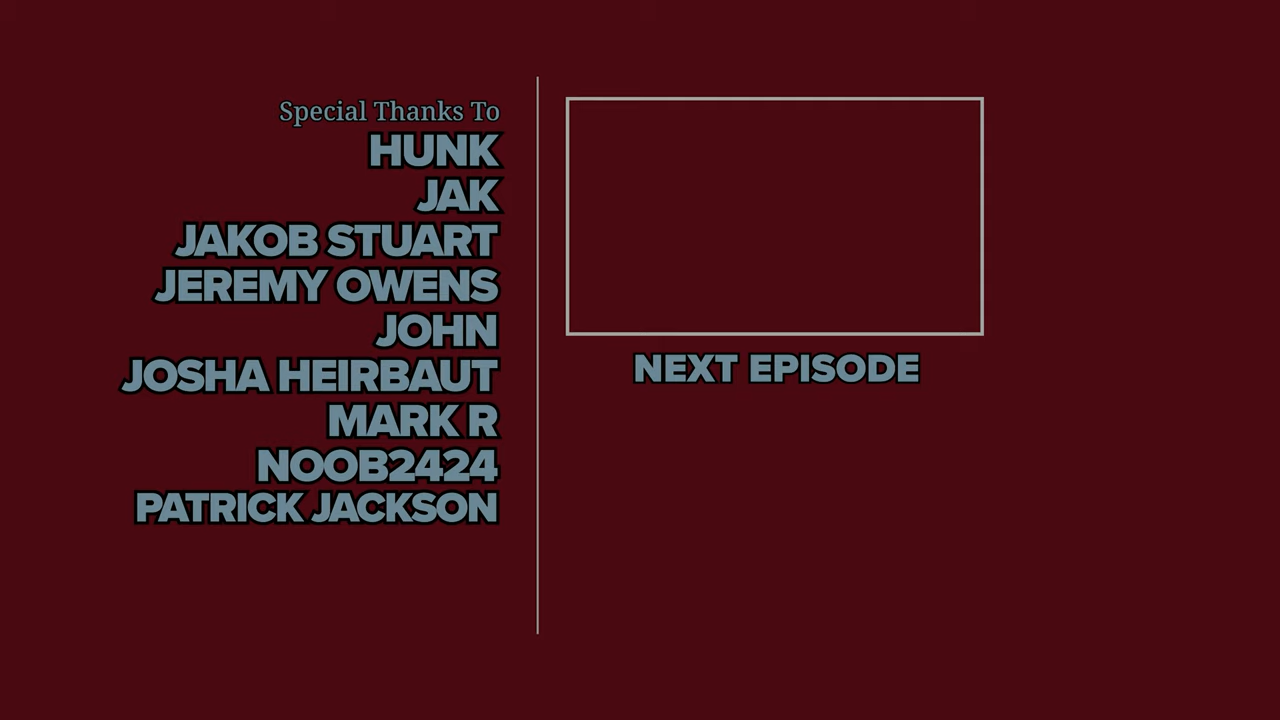 Special Thanks To
HUNK
JAK
JAKOB STUART
JEREMY OWENS
JOHN
JOSHA HEIRBAUT
MARK R
NOOB2424
PATRICK JACKSON
NEXT EPISODE